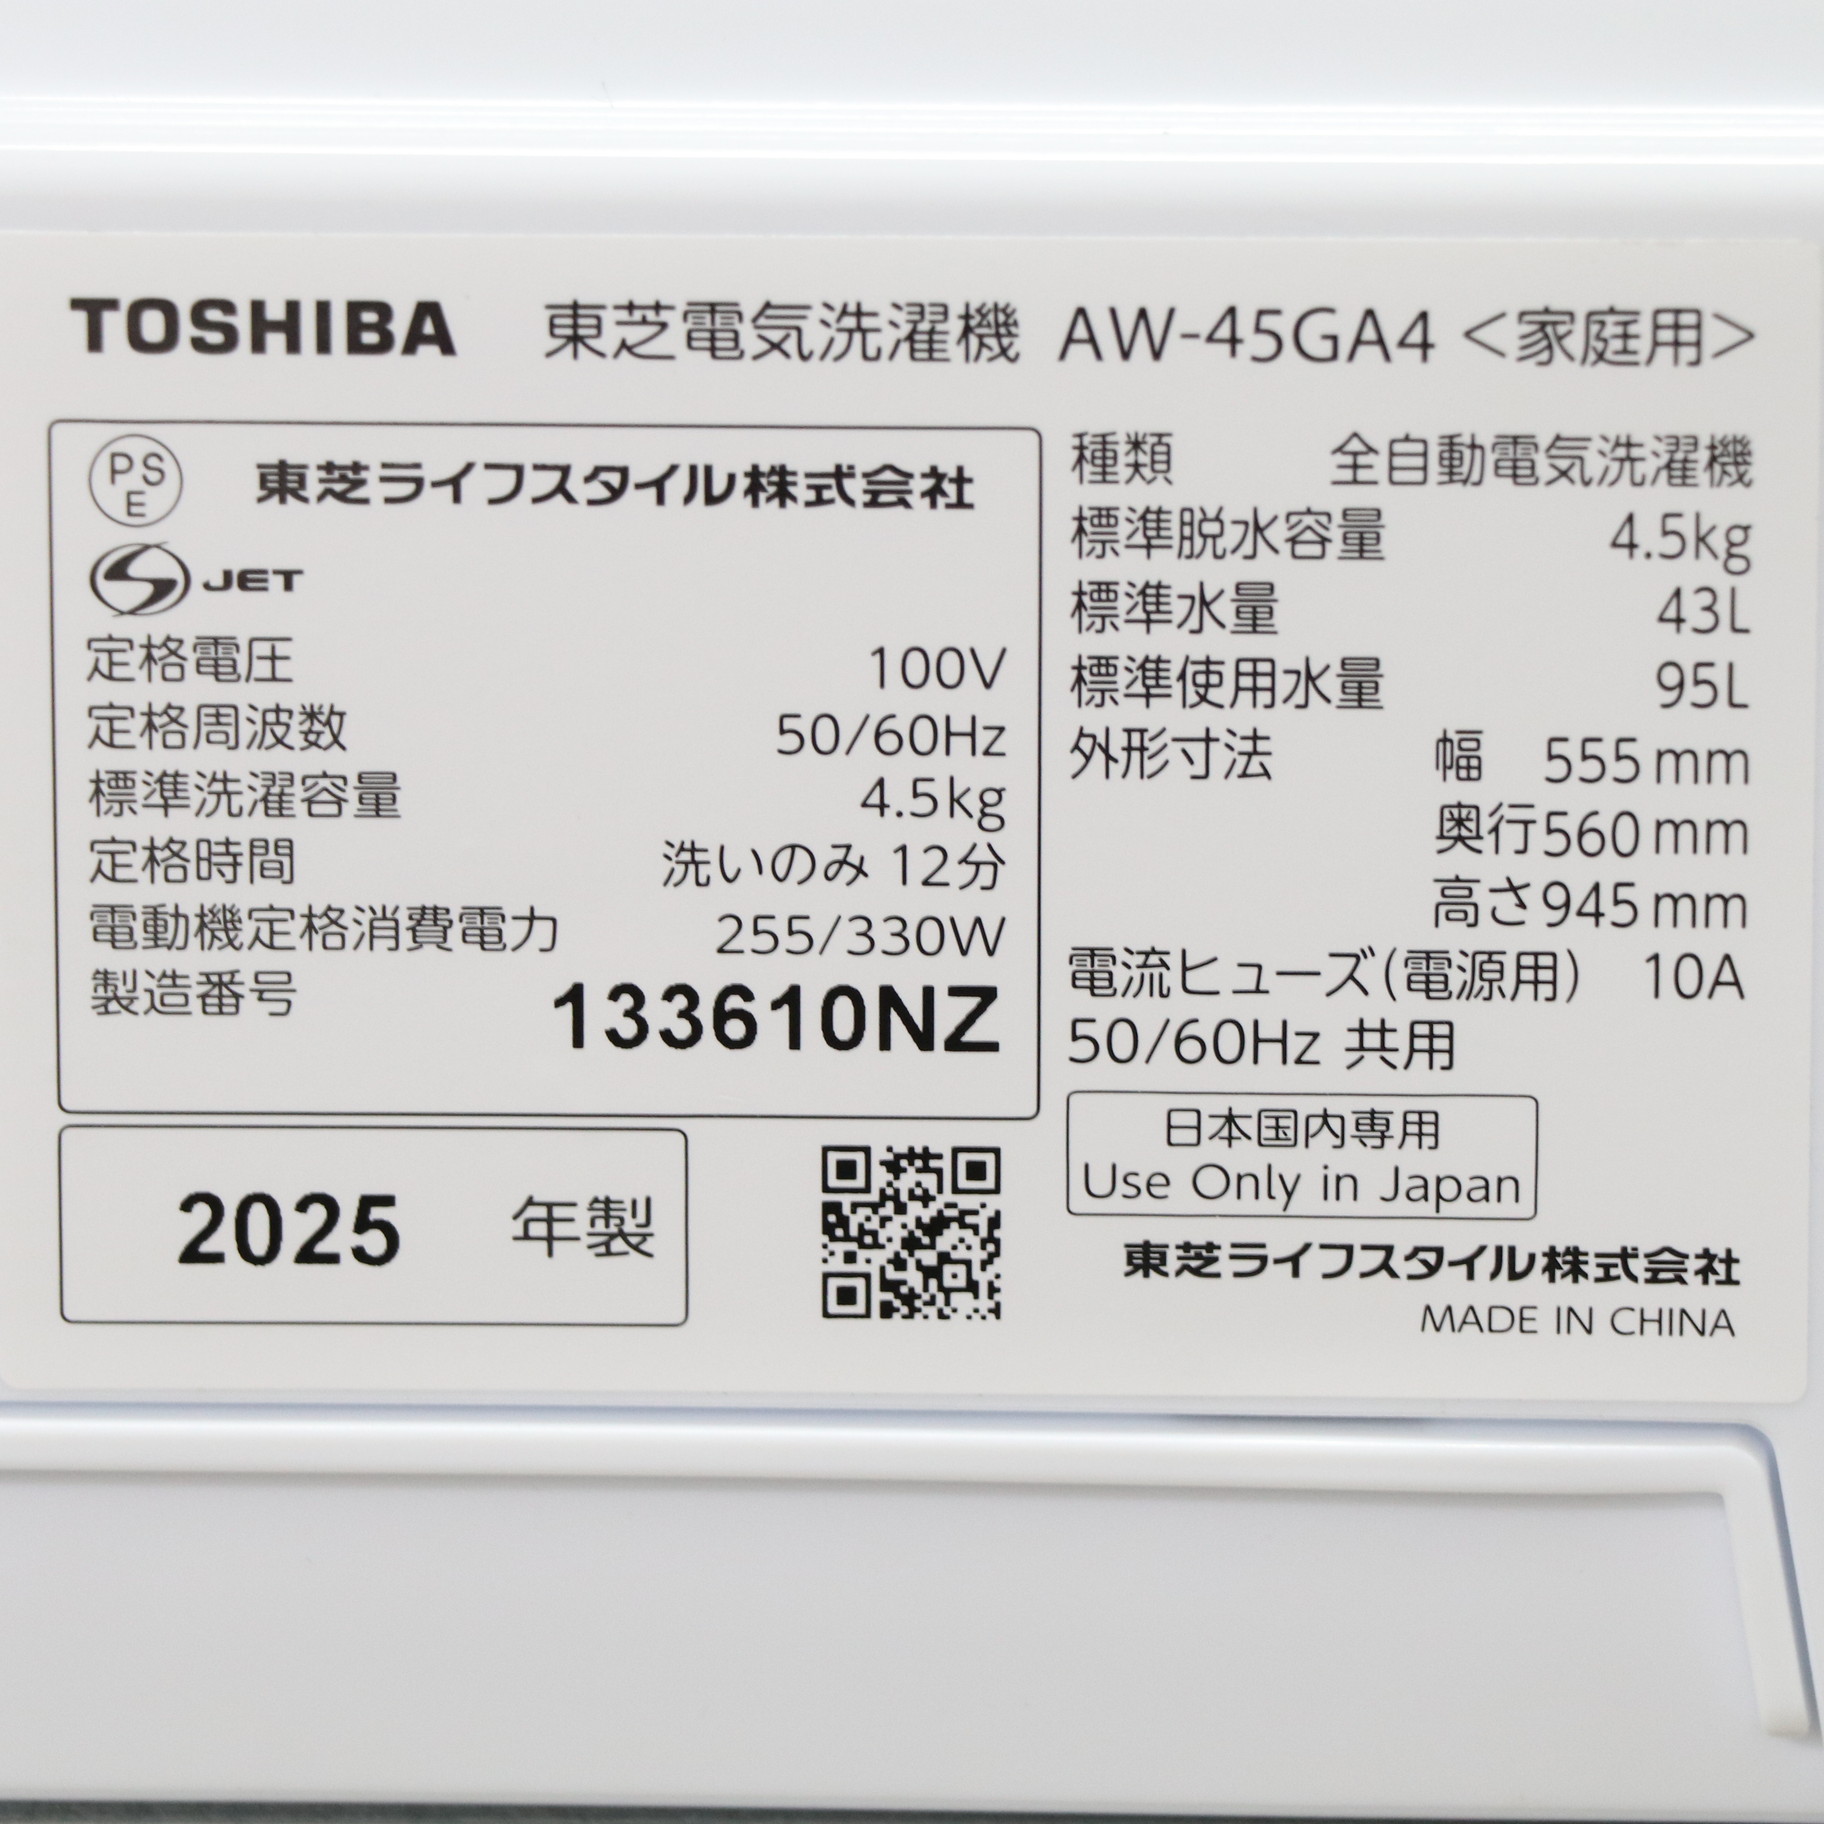 TOSHIBA 東芝電気洗濯機 AW-45GA4 <家庭用>
PS
E
東芝ライフスタイル株式会社
JET
定格電圧 100V
定格周波数 50/60Hz
標準洗濯容量 4.5kg
定格時間 洗いのみ 12分
電動機定格消費電力 255/330W
製造番号 133610NZ
2025 年製
種類 全自動電気洗濯機
標準脱水容量 4.5kg
標準水量 43L
標準使用水量 95L
外形寸法 幅 555mm
奥行560mm
高さ945mm
電流ヒューズ(電源用) 10A
50/60Hz 共用
日本国内専用
Use Only in Japan
東芝ライフスタイル株式会社
MADE IN CHINA